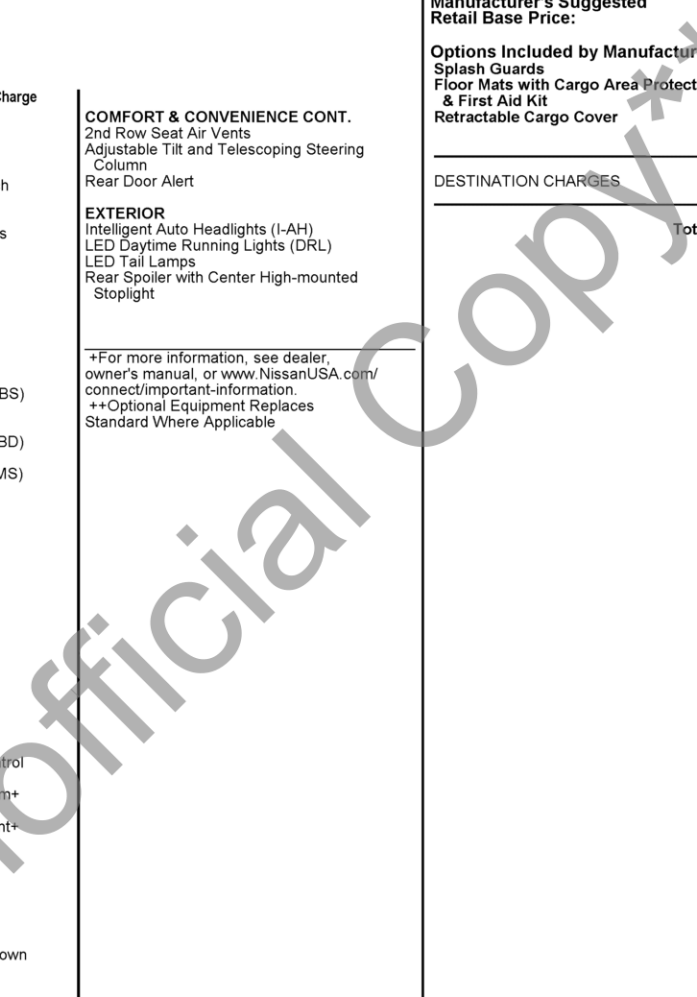 Charge
h
s
BS)
BD)
MS)
trol
m+
nt+
own
COMFORT & CONVENIENCE CONT.
2nd Row Seat Air Vents
Adjustable Tilt and Telescoping Steering
Column
Rear Door Alert
EXTERIOR
Intelligent Auto Headlights (I-AH)
LED Daytime Running Lights (DRL)
LED Tail Lamps
Rear Spoiler with Center High-mounted
Stoplight
+For more information, see dealer,
owner's manual, or www.NissanUSA.com/
connect/important-information.
++Optional Equipment Replaces
Standard Where Applicable
Manufacturer's Suggested
Retail Base Price:
Options Included by Manufactur
Splash Guards
Floor Mats with Cargo Area Protect
& First Aid Kit
Retractable Cargo Cover
DESTINATION CHARGES
Tot
official Copy**